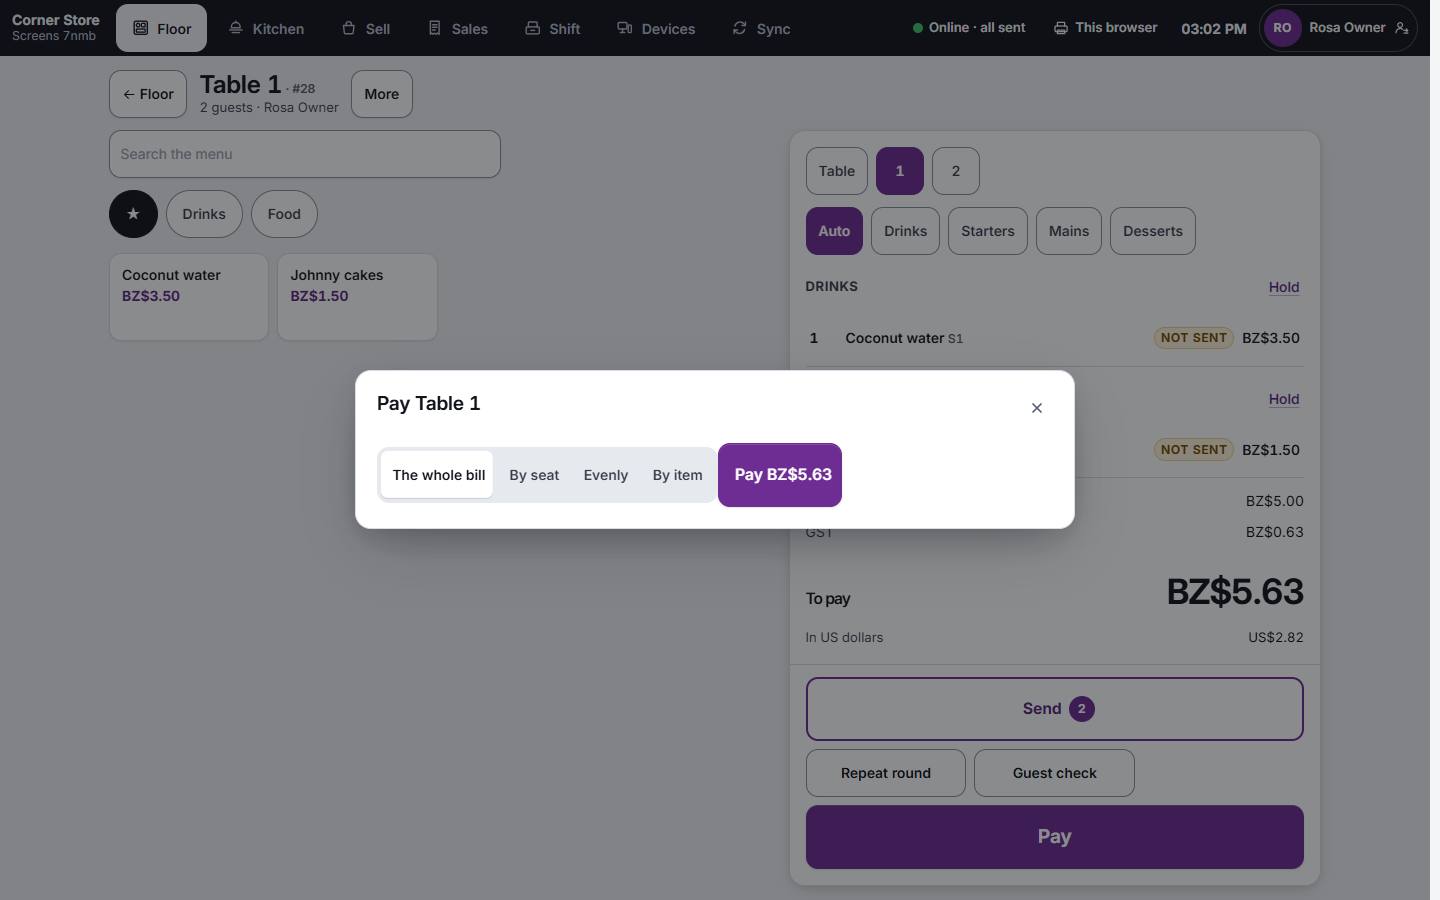 Corner Store
Screens 7nmb
Floor
Kitchen
Sell
Sales
Shift
Devices
Sync
Online · all sent
This browser
03:02 PM
RO
Rosa Owner
← Floor
Table 1 · #28
2 guests · Rosa Owner
More
Search the menu
★
Drinks
Food
Coconut water
BZ$3.50
Johnny cakes
BZ$1.50
Table
1
2
Auto
Drinks
Starters
Mains
Desserts
DRINKS
Hold
1 Coconut water S1 NOT SENT BZ$3.50
Hold
NOT SENT BZ$1.50
Pay Table 1
×
The whole bill
By seat
Evenly
By item
Pay BZ$5.63
BZ$5.00
GST BZ$0.63
To pay BZ$5.63
In US dollars US$2.82
Send 2
Repeat round
Guest check
Pay